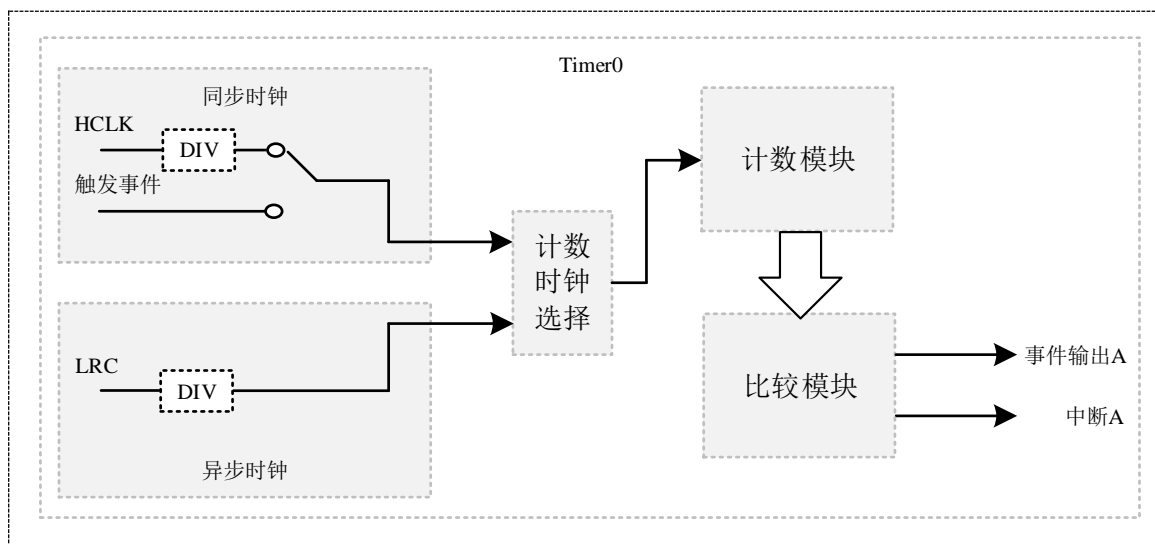 Timer0
同步时钟
HCLK
DIV
触发事件
计数
时钟
选择
LRC
DIV
异步时钟
计数模块
比较模块
事件输出A
中断A